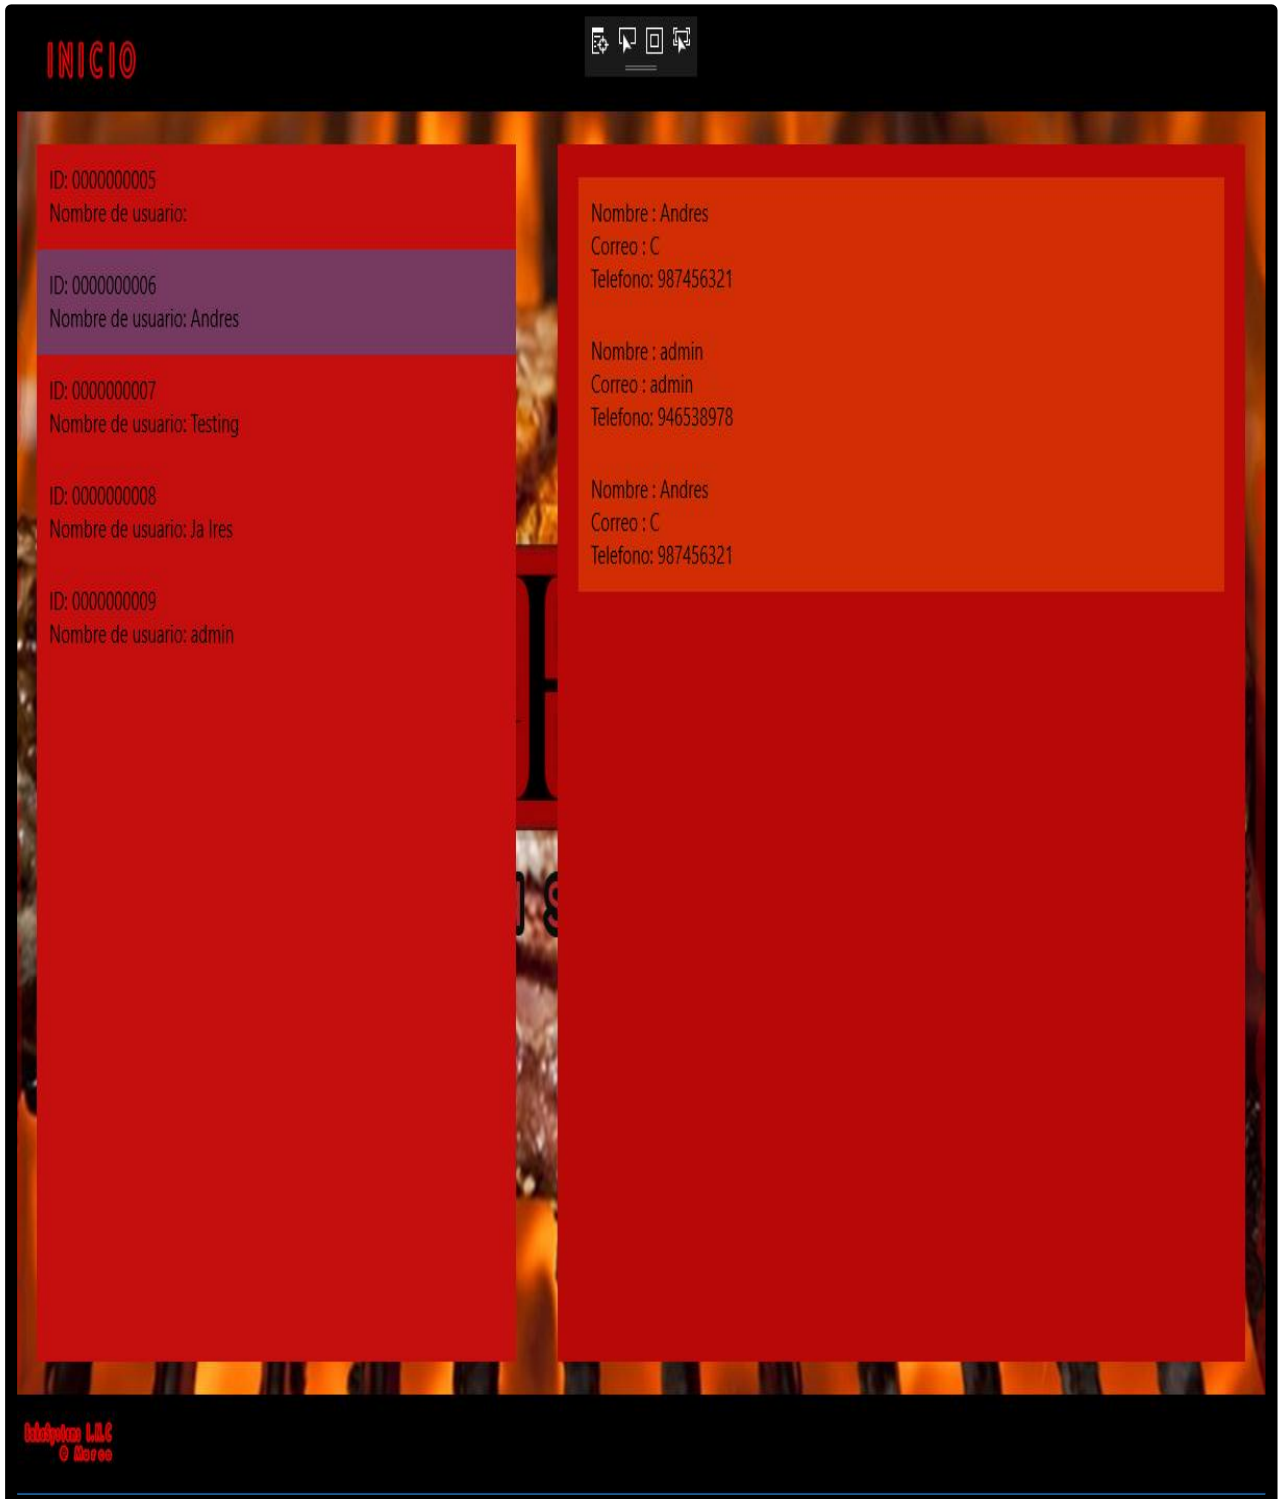 INICIO
ID: 0000000005
Nombre de usuario:
ID: 0000000006
Nombre de usuario: Andres
ID: 0000000007
Nombre de usuario: Testing
ID: 0000000008
Nombre de usuario: Ja Ires
ID: 0000000009
Nombre de usuario: admin
Nombre : Andres
Correo : C
Telefono: 987456321
Nombre : admin
Correo : admin
Telefono: 946538978
Nombre : Andres
Correo : C
Telefono: 987456321
L.L.C
© Marco